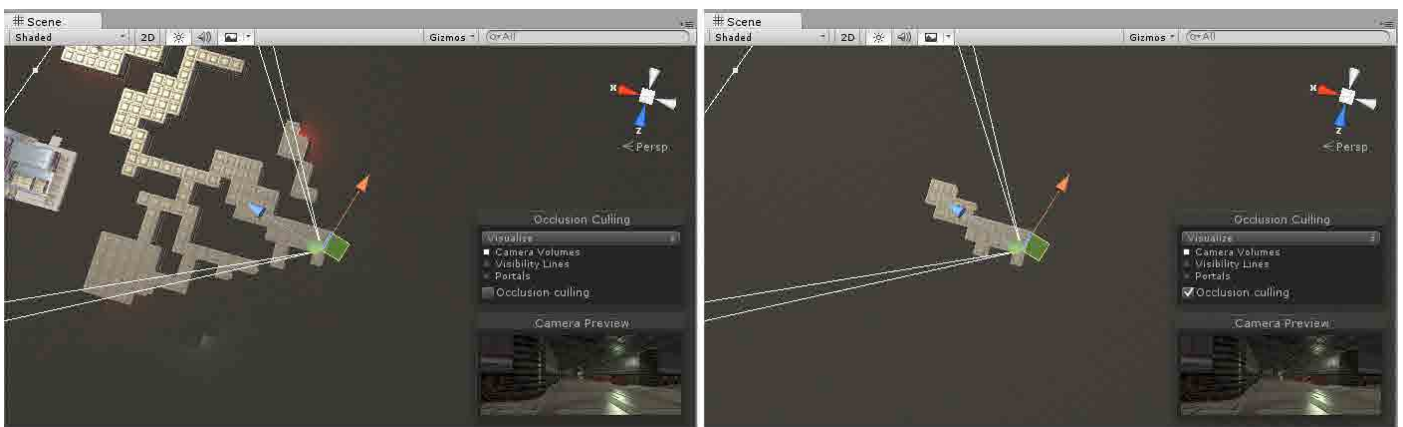 Scene
Shaded 2D Gizmos All
x
z
Persp
Occlusion Culling
Visualize
Camera Volumes
Visibility Lines
Portals
Occlusion culling
Camera Preview
Scene
Shaded 2D Gizmos All
x
z
Persp
Occlusion Culling
Visualize
Camera Volumes
Visibility Lines
Portals
Occlusion culling
Camera Preview